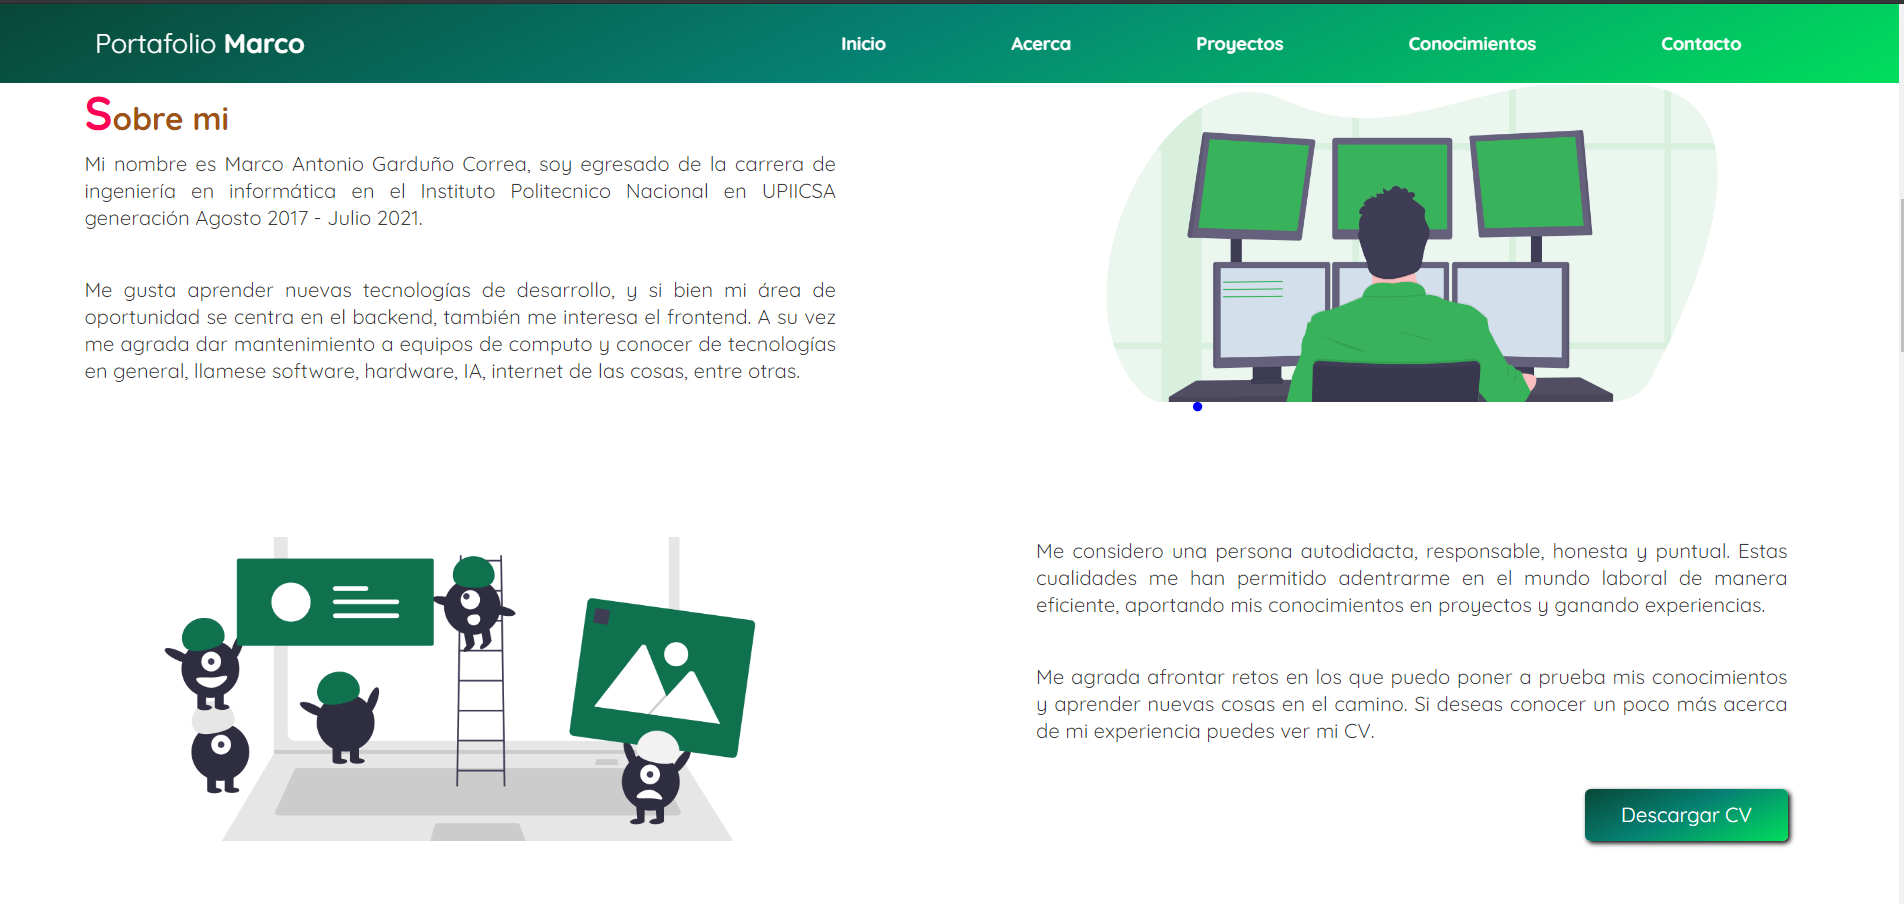 Portafolio Marco
Inicio
Acerca
Proyectos
Conocimientos
Contacto
Sobre mi
Mi nombre es Marco Antonio Garduño Correa, soy egresado de la carrera de
ingeniería en informática en el Instituto Politecnico Nacional en UPIICSA
generación Agosto 2017 - Julio 2021.
Me gusta aprender nuevas tecnologías de desarrollo, y si bien mi área de
oportunidad se centra en el backend, también me interesa el frontend. A su vez
me agrada dar mantenimiento a equipos de computo y conocer de tecnologías
en general, llamese software, hardware, IA, internet de las cosas, entre otras.
Me considero una persona autodidacta, responsable, honesta y puntual. Estas
cualidades me han permitido adentrarme en el mundo laboral de manera
eficiente, aportando mis conocimientos en proyectos y ganando experiencias.
Me agrada afrontar retos en los que puedo poner a prueba mis conocimientos
y aprender nuevas cosas en el camino. Si deseas conocer un poco más acerca
de mi experiencia puedes ver mi CV.
Descargar CV